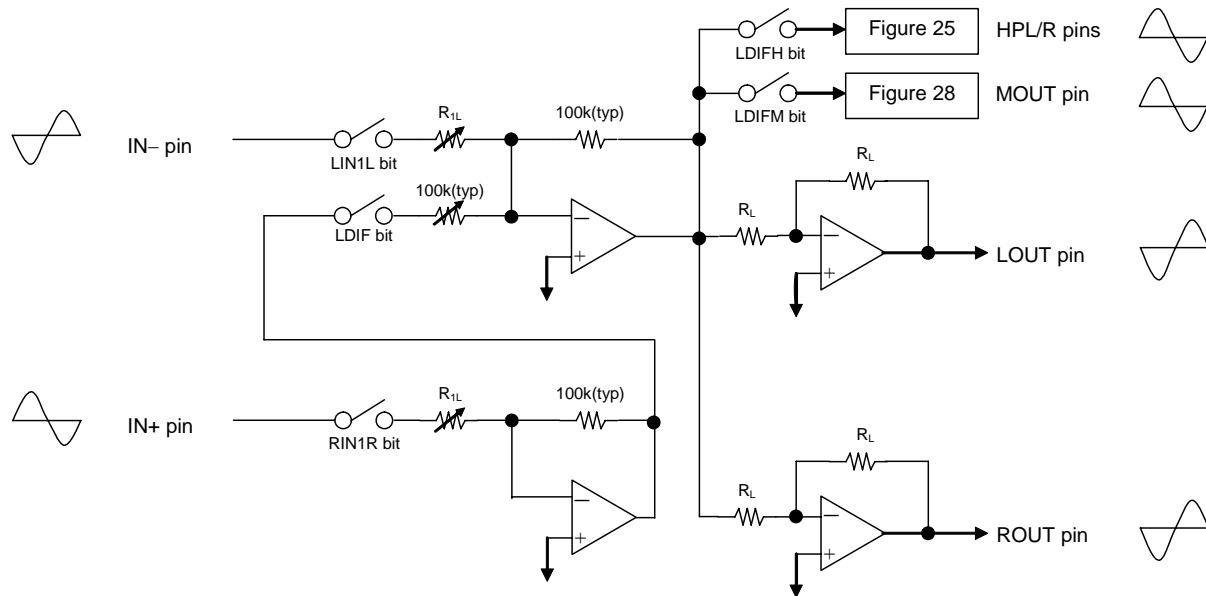 Figure 25
HPL/R pins
LDIFH bit
Figure 28
MOUT pin
LDIFM bit
R1L
100k(typ)
IN− pin
LIN1L bit
100k(typ)
LDIF bit
−
+
RL
RL
−
+
LOUT pin
R1L
100k(typ)
IN+ pin
RIN1R bit
−
+
RL
RL
−
+
ROUT pin